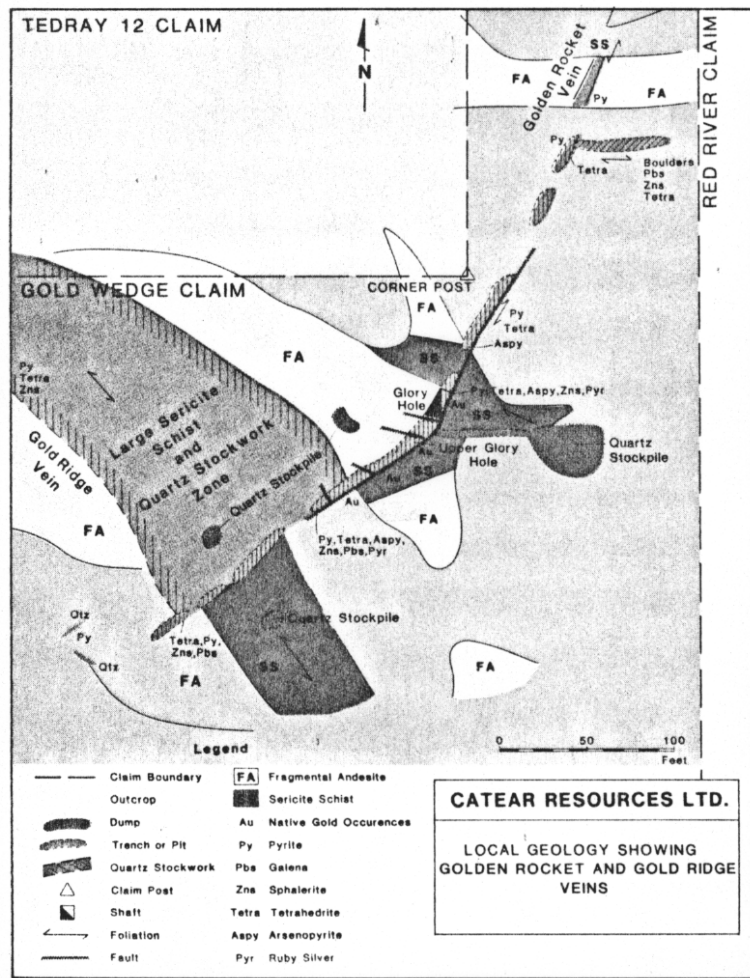 TEDRAY 12 CLAIM
N
SS
Golden Rocket
Vein
FA
FA
Py
RED RIVER CLAIM
Py
Tetra
Boulders
Pbs
Zns
Tetra
GOLD WEDGE CLAIM
CORNER POST
FA
Py
Tetra
Aspy
FA
SS
Py
Tetra
Zns
Glory
Hole
Py,Tetra,Aspy,Zns,Pyr
Au
SS
Large Sericite
Schist
and
Quartz Stockwork
Zone
Gold Ridge
Vein
Upper Glory
Hole
Au
Quartz
Stockpile
Au
SS
Quartz Stockpile
Au
FA
FA
Py,Tetra,Aspy,
Zns,Pbs,Pyr
Qtz
Py
Qtx
Quartz Stockpile
Tetra,Py,
Zns,Pbs
SS
FA
FA
0 20 40 60 80 100
Feet
Legend
Claim Boundary
Outcrop
Dump
Trench or Pit
Quartz Stockwork
Claim Post
Shaft
Foliation
Fault
FA Fragmental Andesite
Sericite Schist
Au Native Gold Occurences
Py Pyrite
Pbs Galena
Zns Sphalerite
Tetra Tetrahedrite
Aspy Arsenopyrite
Pyr Ruby Silver
CATEAR RESOURCES LTD.
LOCAL GEOLOGY SHOWING
GOLDEN ROCKET AND GOLD RIDGE
VEINS